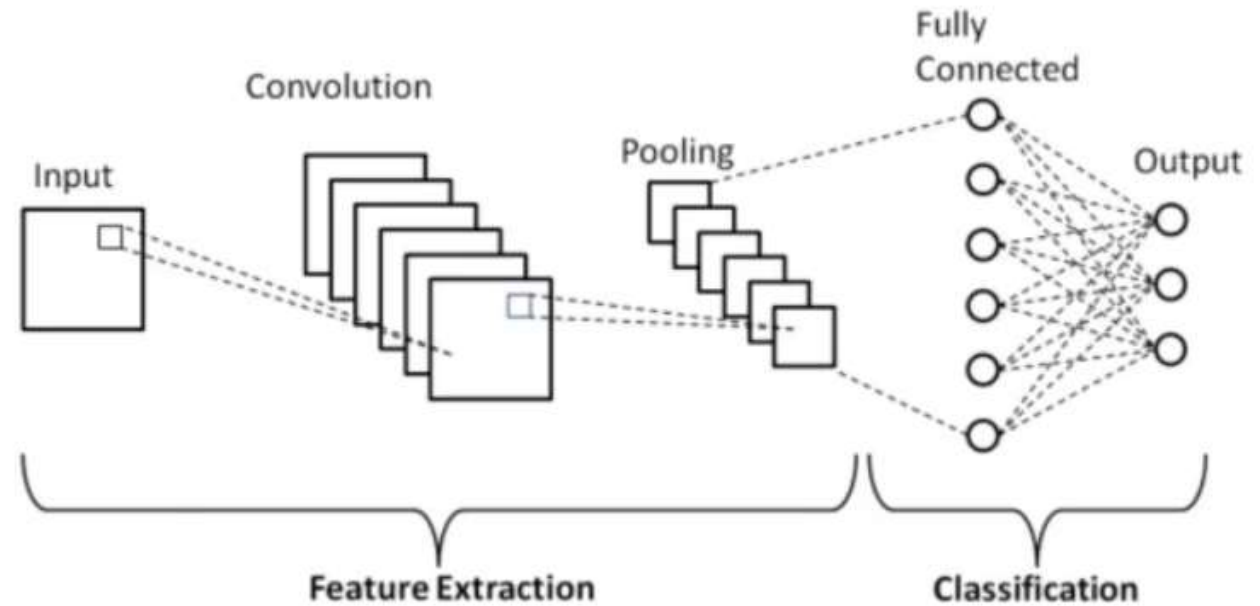 Input
Convolution
Pooling
Fully
Connected
Output
Feature Extraction
Classification